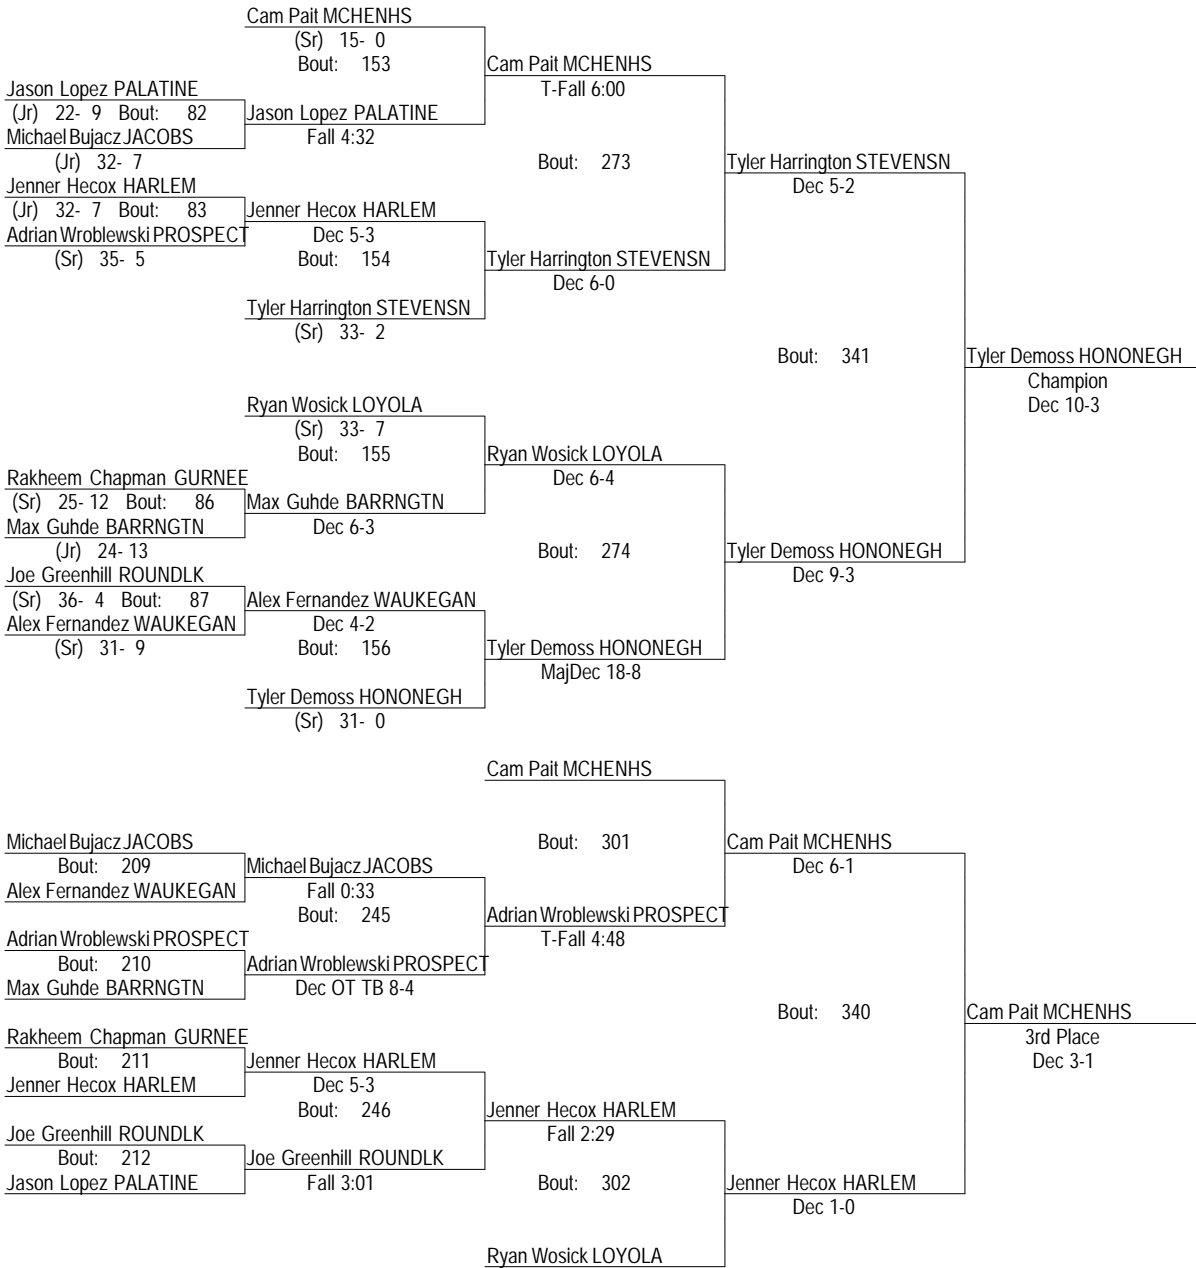 Cam Pait MCHENHS
(Sr) 15- 0
Bout: 153
Cam Pait MCHENHS
T-Fall 6:00
Jason Lopez PALATINE
(Jr) 22- 9 Bout: 82
Jason Lopez PALATINE
Fall 4:32
Michael Bujacz JACOBS
(Jr) 32- 7
Bout: 273
Tyler Harrington STEVENSN
Dec 5-2
Jenner Hecox HARLEM
(Jr) 32- 7 Bout: 83
Jenner Hecox HARLEM
Dec 5-3
Adrian Wroblewski PROSPECT
(Sr) 35- 5
Bout: 154
Tyler Harrington STEVENSN
Dec 6-0
Tyler Harrington STEVENSN
(Sr) 33- 2
Bout: 341
Tyler Demoss HONONEGH
Champion
Dec 10-3
Ryan Wosick LOYOLA
(Sr) 33- 7
Bout: 155
Ryan Wosick LOYOLA
Dec 6-4
Rakheem Chapman GURNEE
(Sr) 25- 12 Bout: 86
Max Guhde BARRNGTN
Dec 6-3
Max Guhde BARRNGTN
(Jr) 24- 13
Bout: 274
Tyler Demoss HONONEGH
Dec 9-3
Joe Greenhill ROUNDLK
(Sr) 36- 4 Bout: 87
Alex Fernandez WAUKEGAN
Dec 4-2
Alex Fernandez WAUKEGAN
(Sr) 31- 9
Bout: 156
Tyler Demoss HONONEGH
MajDec 18-8
Tyler Demoss HONONEGH
(Sr) 31- 0
Cam Pait MCHENHS
Bout: 301
Cam Pait MCHENHS
Dec 6-1
Michael Bujacz JACOBS
Bout: 209
Michael Bujacz JACOBS
Fall 0:33
Alex Fernandez WAUKEGAN
Bout: 245
Adrian Wroblewski PROSPECT
T-Fall 4:48
Adrian Wroblewski PROSPECT
Bout: 210
Adrian Wroblewski PROSPECT
Dec OT TB 8-4
Max Guhde BARRNGTN
Bout: 340
Cam Pait MCHENHS
3rd Place
Dec 3-1
Rakheem Chapman GURNEE
Bout: 211
Jenner Hecox HARLEM
Dec 5-3
Jenner Hecox HARLEM
Bout: 246
Jenner Hecox HARLEM
Fall 2:29
Joe Greenhill ROUNDLK
Bout: 212
Joe Greenhill ROUNDLK
Fall 3:01
Jason Lopez PALATINE
Bout: 302
Jenner Hecox HARLEM
Dec 1-0
Ryan Wosick LOYOLA